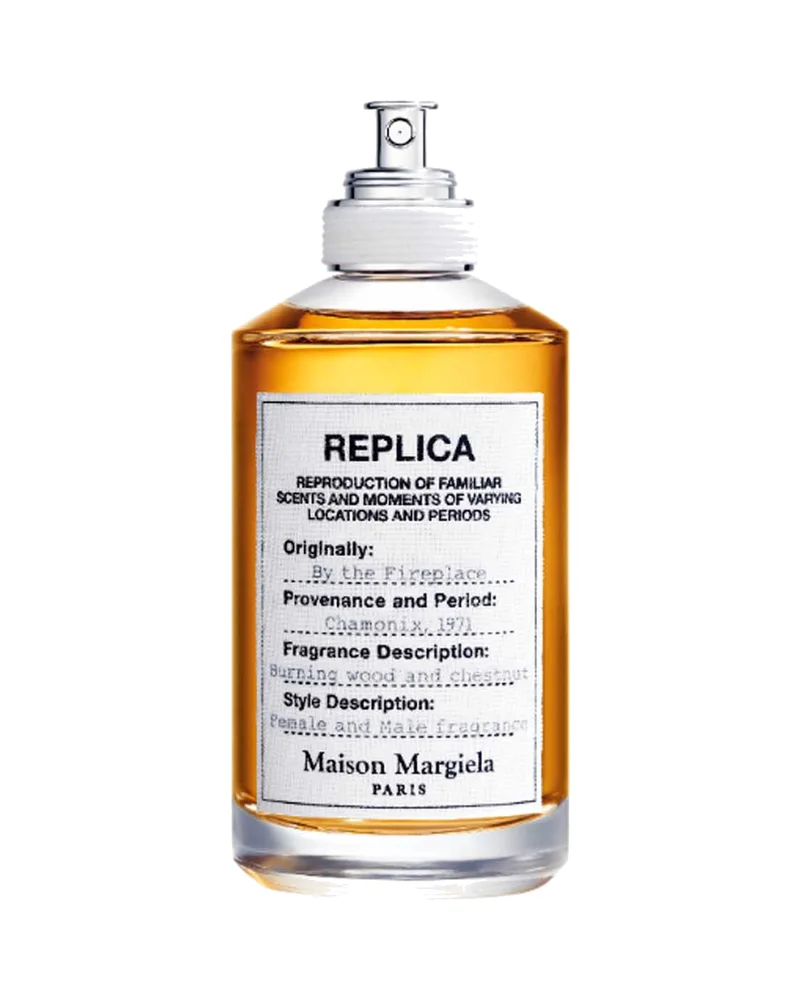 REPLICA
REPRODUCTION OF FAMILIAR
SCENTS AND MOMENTS OF VARYING
LOCATIONS AND PERIODS
Originally:
By the Fireplace
Provenance and Period:
Chamonix, 1971
Fragrance Description:
Burning wood and chestnut
Style Description:
Female and Male fragrance
Maison Margiela
PARIS